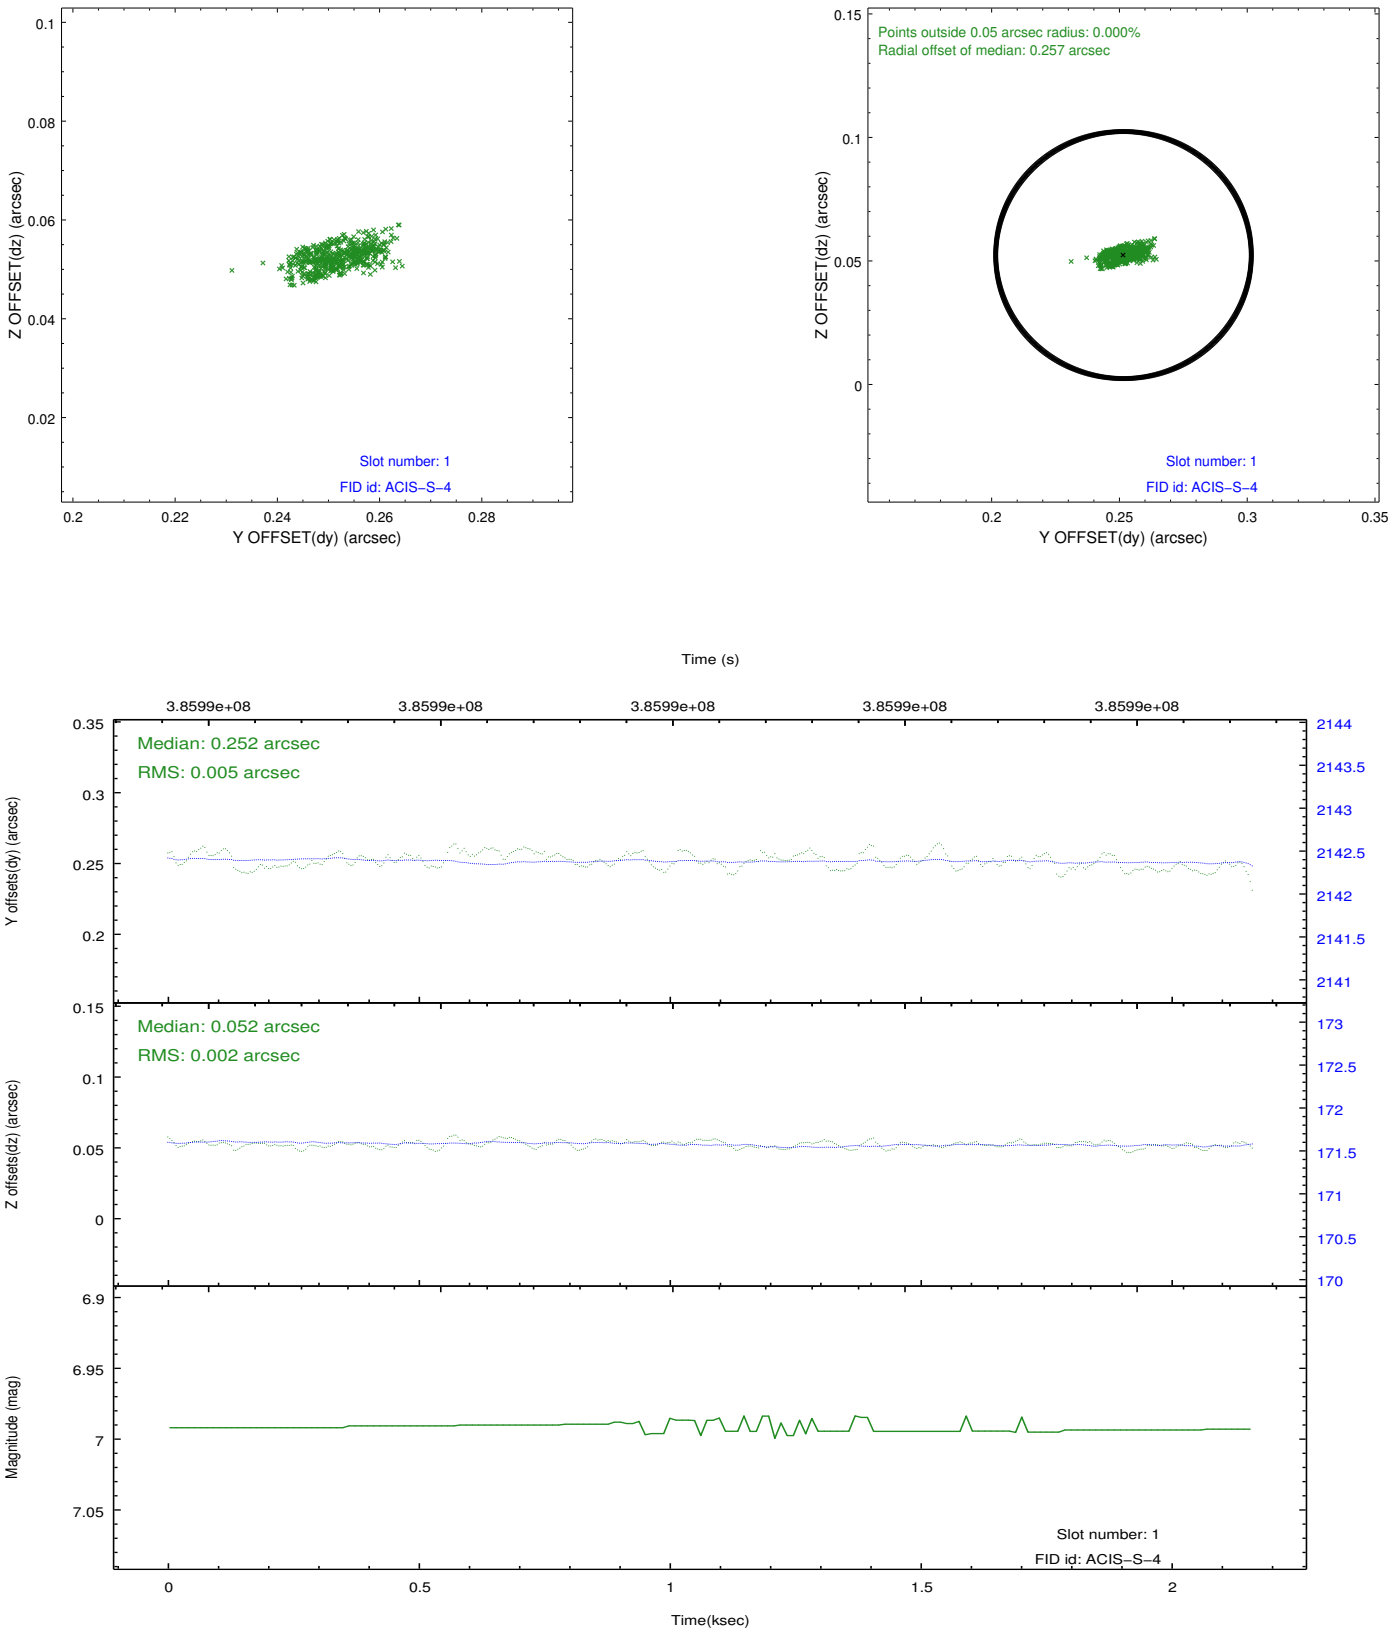 0.1
0.08
0.06
0.04
0.02
Z OFFSET(dz) (arcsec)
Slot number: 1
FID id: ACIS−S−4
0.2 0.22 0.24 0.26 0.28
Y OFFSET(dy) (arcsec)
0.15
0.1
0.05
0
Z OFFSET(dz) (arcsec)
Points outside 0.05 arcsec radius: 0.000%
Radial offset of median: 0.257 arcsec
Slot number: 1
FID id: ACIS−S−4
0.2 0.25 0.3 0.35
Y OFFSET(dy) (arcsec)
Time (s)
3.8599e+08 3.8599e+08 3.8599e+08 3.8599e+08 3.8599e+08
0.35
0.3
0.25
0.2
Y offsets(dy) (arcsec)
Median: 0.252 arcsec
RMS: 0.005 arcsec
2144
2143.5
2143
2142.5
2142
2141.5
2141
0.15
0.1
0.05
0
Z offsets(dz) (arcsec)
Median: 0.052 arcsec
RMS: 0.002 arcsec
173
172.5
172
171.5
171
170.5
170
6.9
6.95
7
7.05
Magnitude (mag)
Slot number: 1
FID id: ACIS−S−4
0 0.5 1 1.5 2
Time(ksec)